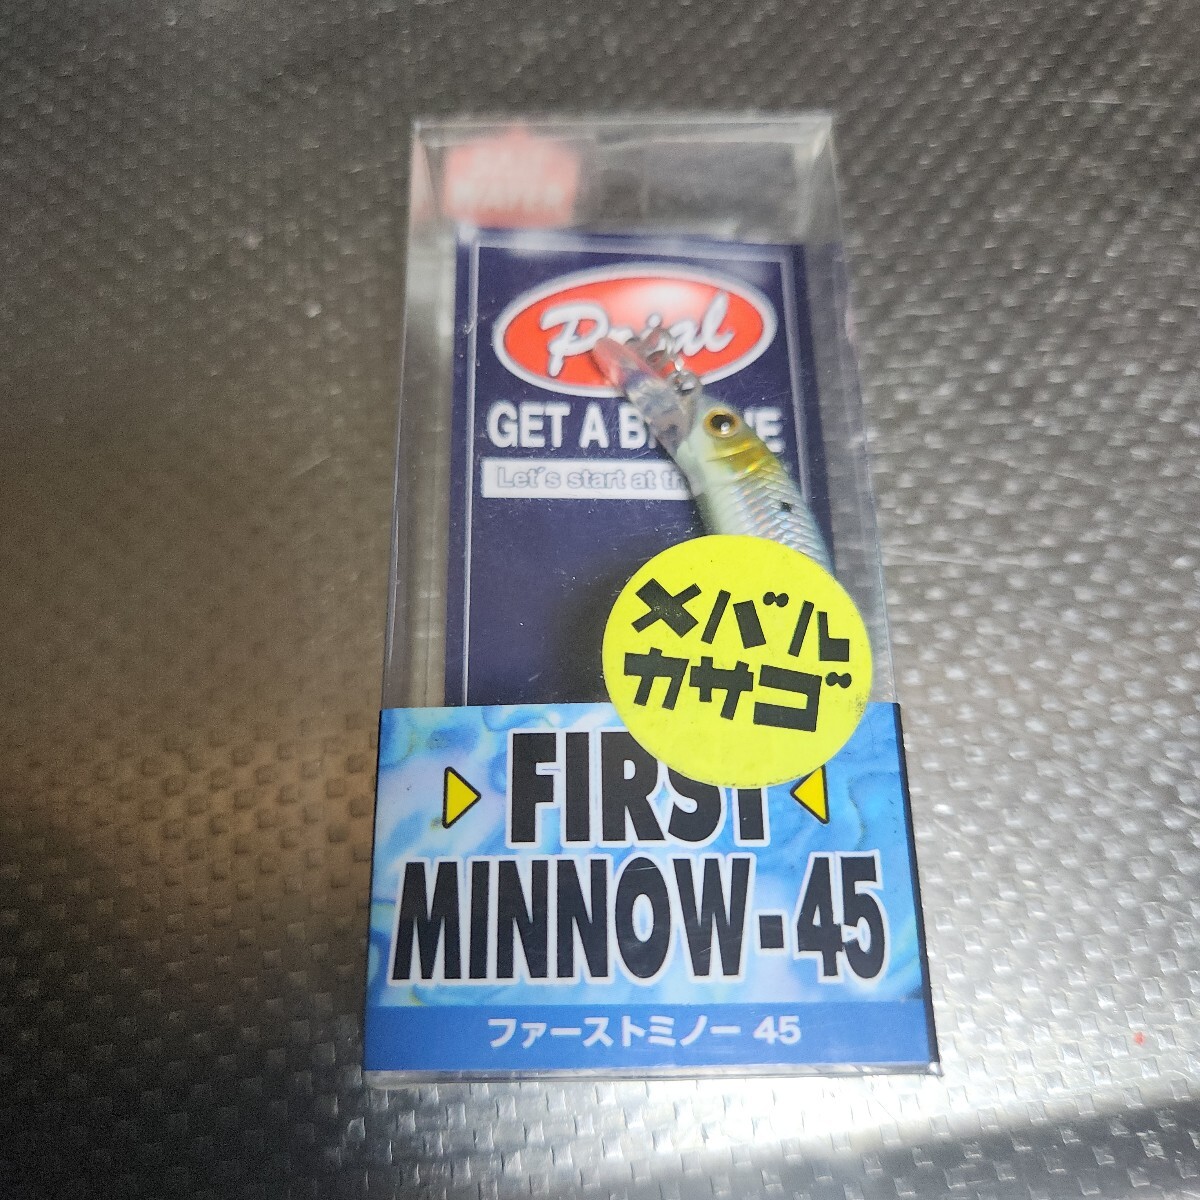 WATER
GET A
Let's start at
メバル
カサゴ
FIRST
MINNOW-45
ファーストミノー 45